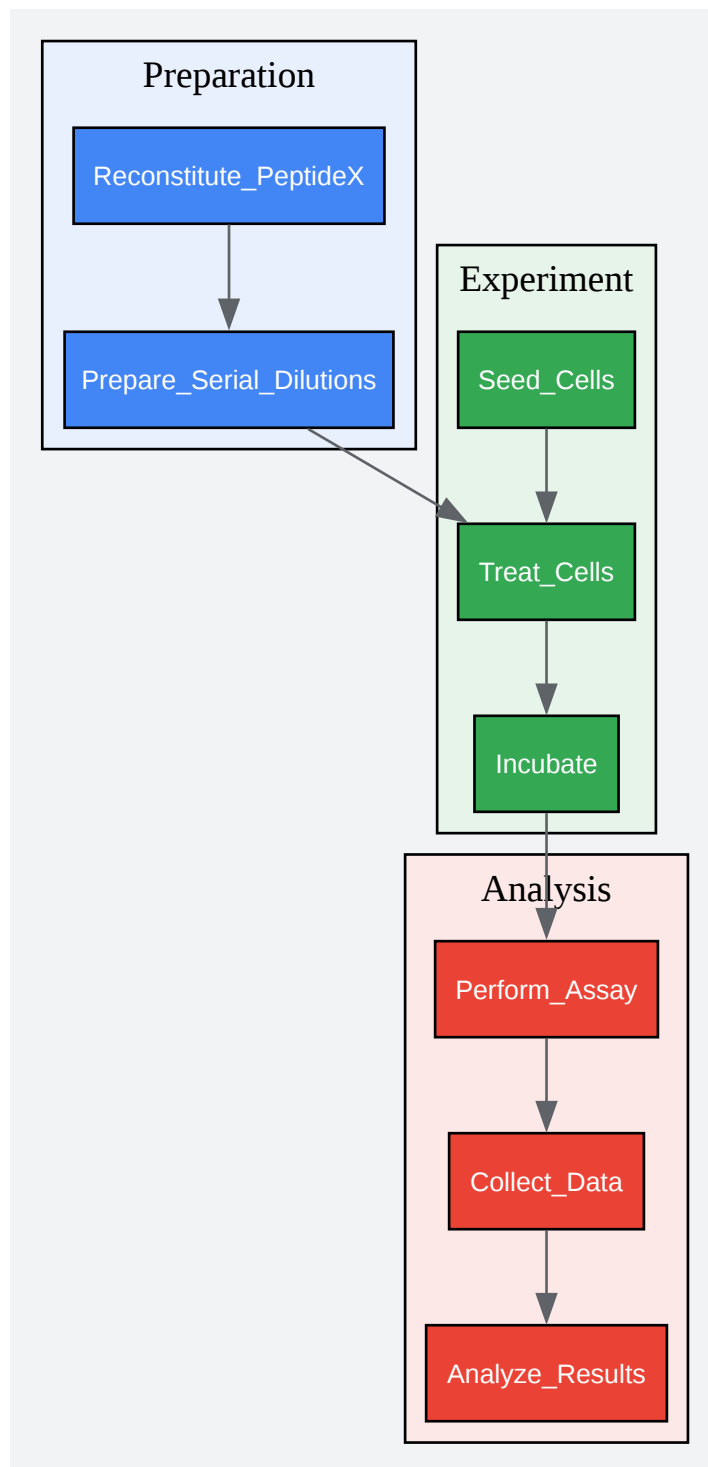 Preparation
Reconstitute_PeptideX
Prepare_Serial_Dilutions
Experiment
Seed_Cells
Treat_Cells
Incubate
Analysis
Perform_Assay
Collect_Data
Analyze_Results